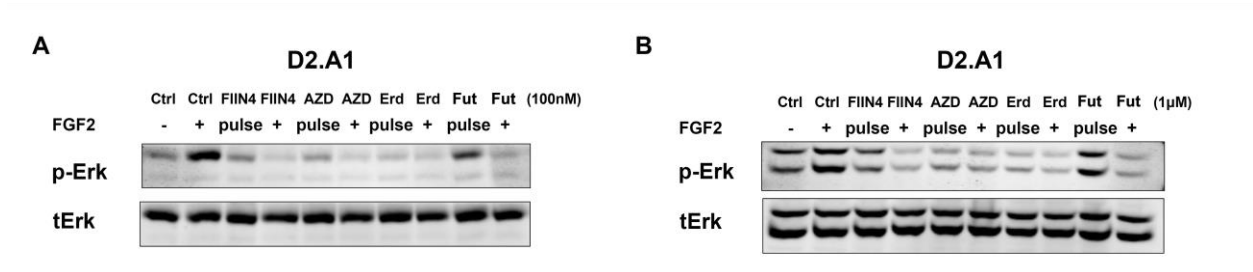 A
D2.A1
Ctrl Ctrl FIIN4 FIIN4 AZD AZD Erd Erd Fut Fut (100nM)
FGF2 - + pulse + pulse + pulse + pulse +
p-Erk
tErk
B
D2.A1
Ctrl Ctrl FIIN4 FIIN4 AZD AZD Erd Erd Fut Fut (1μM)
FGF2 - + pulse + pulse + pulse + pulse +
p-Erk
tErk